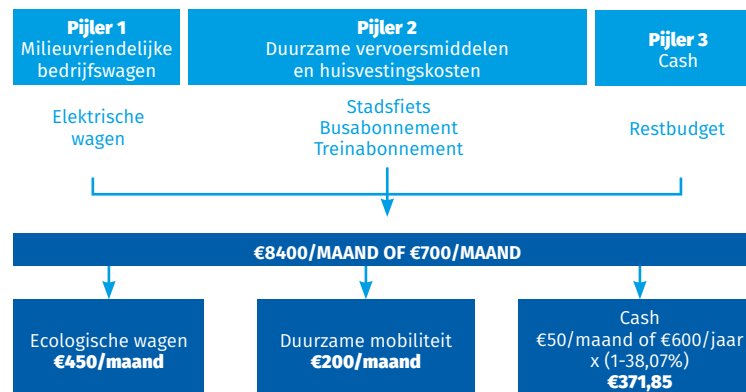 Pijler 1
Milieuvriendelijke
bedrijfswagen
Pijler 2
Duurzame vervoersmiddelen
en huisvestingskosten
Pijler 3
Cash
Elektrische
wagen
Stadsfiets
Busabonnement
Treinabonnement
Restbudget
€8400/MAAND OF €700/MAAND
Ecologische wagen
€450/maand
Duurzame mobiliteit
€200/maand
Cash
€50/maand of €600/jaar
x (1-38,07%)
€371,85